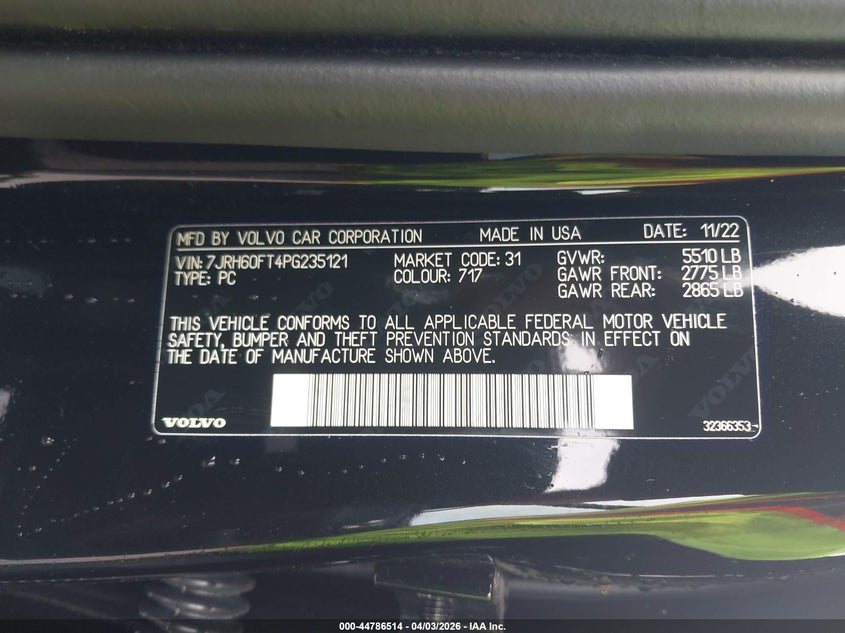 MFD BY VOLVO CAR CORPORATION MADE IN USA DATE: 11/22
VIN: 7JRH60FT4PG235121 MARKET CODE: 31 GVWR: 5510 LB
TYPE: PC COLOUR: 717 GAWR FRONT: 2775 LB
GAWR REAR: 2865 LB
THIS VEHICLE CONFORMS TO ALL APPLICABLE FEDERAL MOTOR VEHICLE
SAFETY, BUMPER AND THEFT PREVENTION STANDARDS IN EFFECT ON
THE DATE OF MANUFACTURE SHOWN ABOVE.
VOLVO 32366353
000-44786514 - 04/03/2026 - IAA Inc.